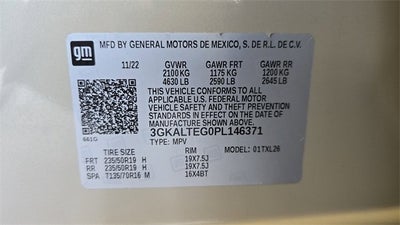 gm
MFD BY GENERAL MOTORS DE MEXICO, S. DE R.L. DE C.V.
11/22 GVWR GAWR FRT GAWR RR
2100 KG 1175 KG 1200 KG
4630 LB 2590 LB 2645 LB
THIS VEHICLE CONFORMS TO ALL
APPLICABLE U.S. FEDERAL MOTOR
VEHICLE SAFETY AND THEFT PREVENTION
STANDARDS IN EFFECT ON THE DATE OF
MANUFACTURE SHOWN ABOVE.
3GKALTEG0PL146371
TYPE: MPV
661G
TIRE SIZE RIM MODEL: 01TXL26
FRT 235/50R19 H 19X7.5J
RR 235/50R19 H 19X7.5J
SPA T135/70R16 M 16X4BT